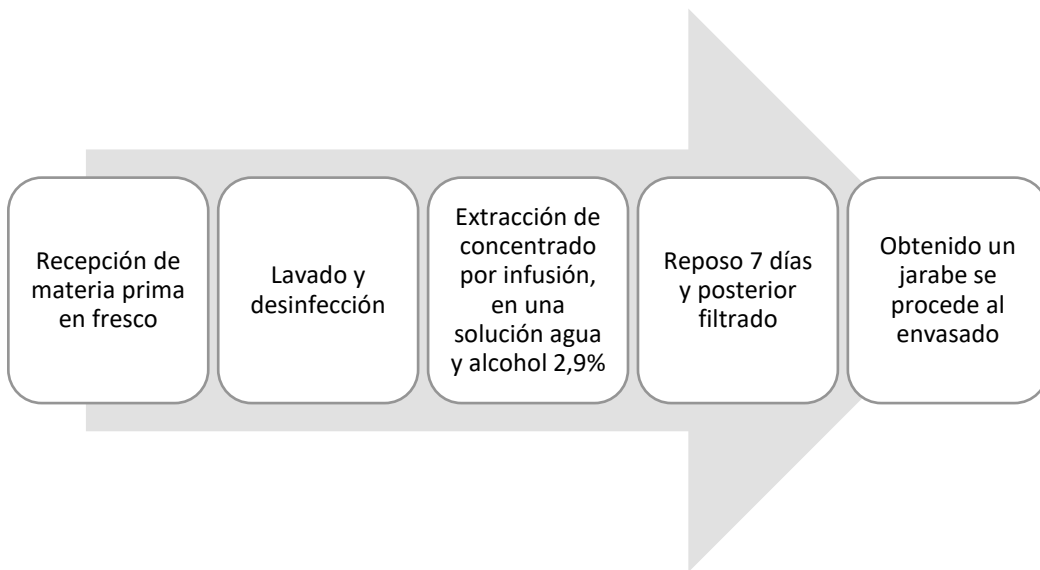 Recepción de
materia prima
en fresco
Lavado y
desinfección
Extracción de
concentrado
por infusión,
en una
solución agua
y alcohol 2,9%
Reposo 7 días
y posterior
filtrado
Obtenido un
jarabe se
procede al
envasado